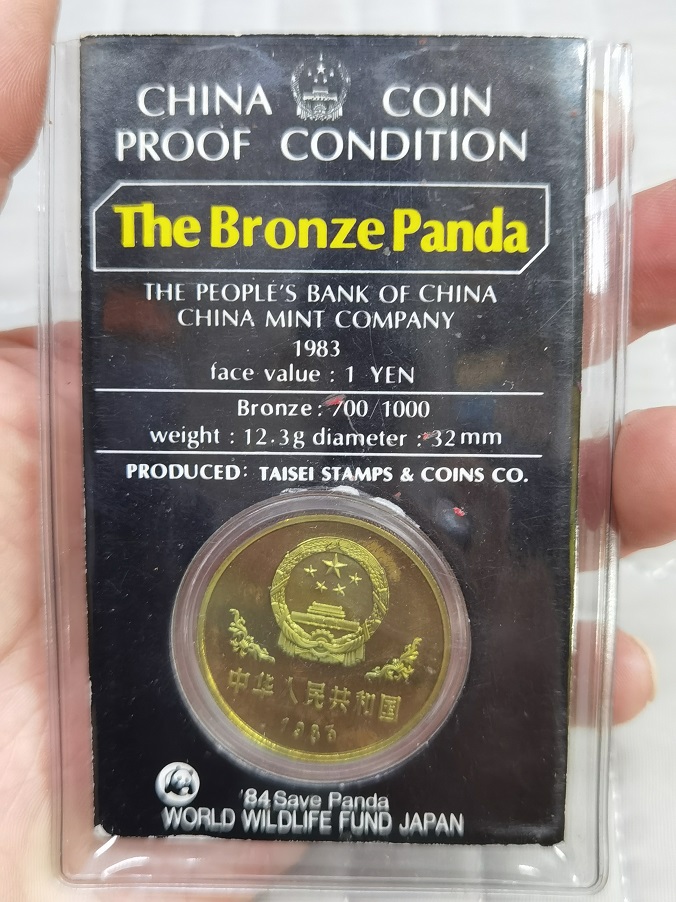 CHINA COIN
PROOF CONDITION
The Bronze Panda
THE PEOPLE'S BANK OF CHINA
CHINA MINT COMPANY
1983
face value : 1 YEN
Bronze : 700/1000
weight : 12.3g diameter : 32mm
PRODUCED: TAISEI STAMPS & COINS CO.
中华人民共和国
1983
'84 Save Panda
WORLD WILDLIFE FUND JAPAN